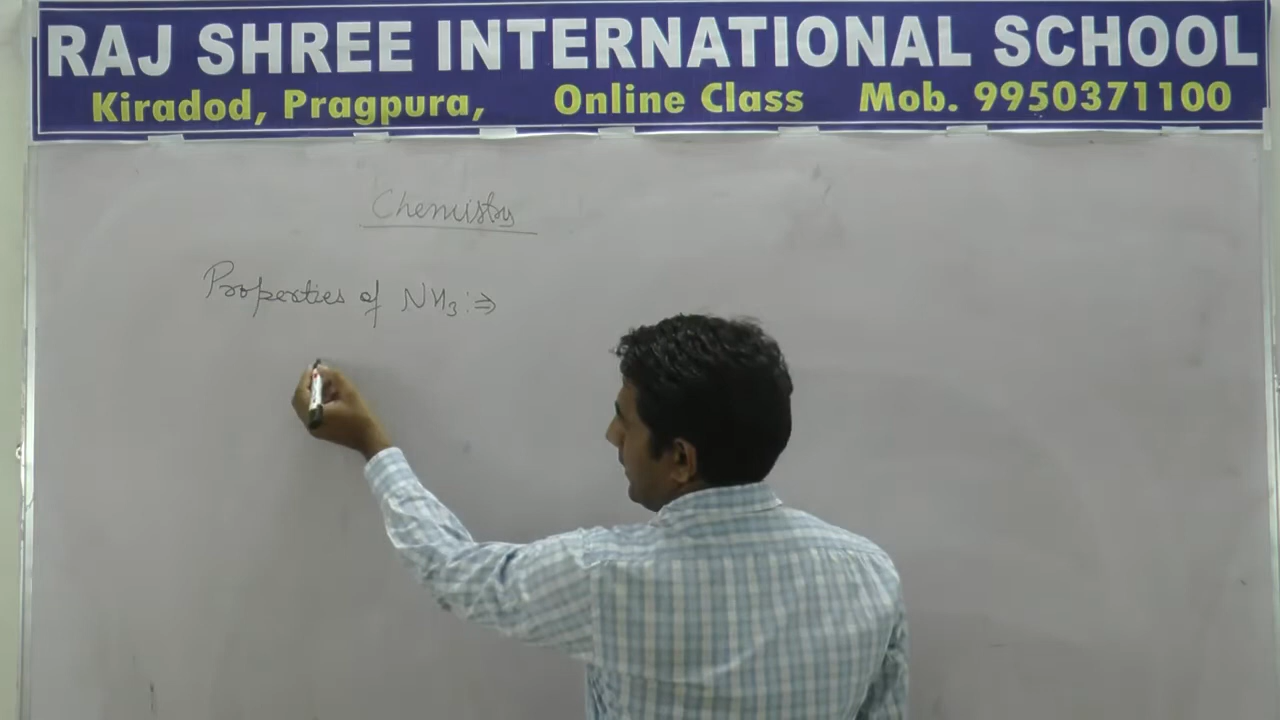 RAJ SHREE INTERNATIONAL SCHOOL
Kiradod, Pragpura, Online Class Mob. 9950371100
Chemistry
Properties of NH3 :⇒